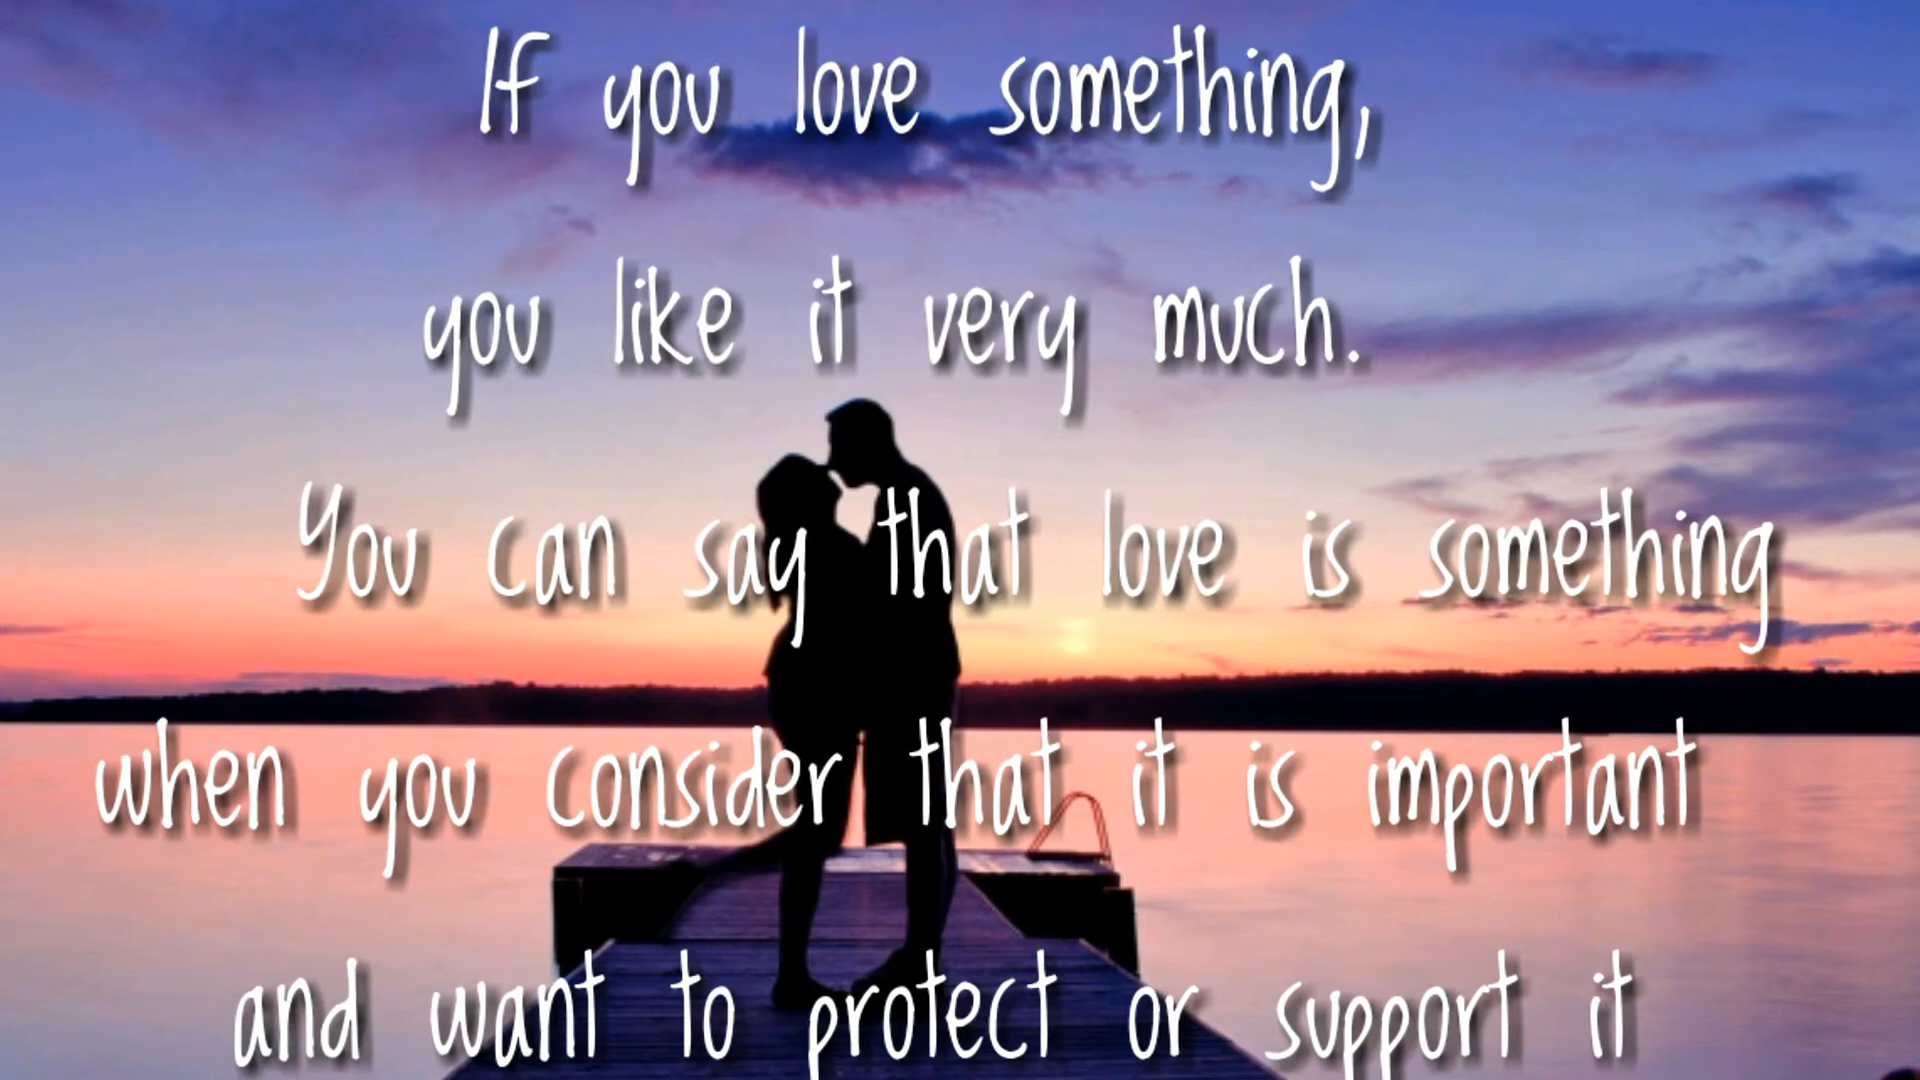 If you love something,
you like it very much.
You can say that love is something
when you consider that it is important
and want to protect or support it